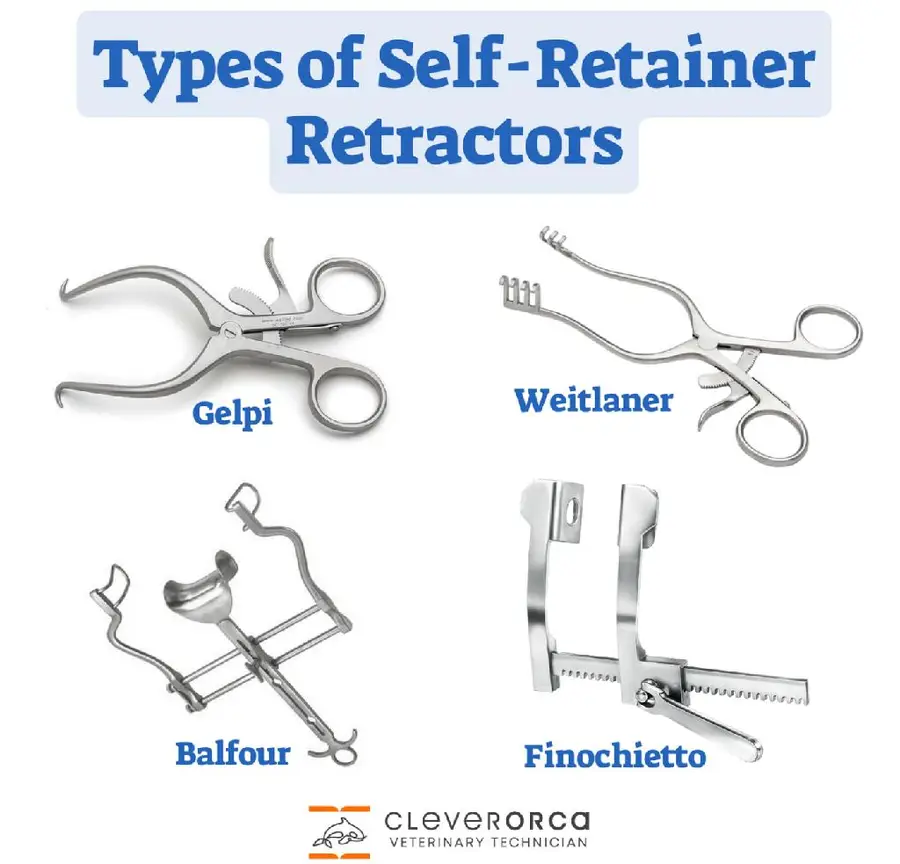 Types of Self-Retainer
Retractors
Gelpi
Weitlaner
Balfour
Finochietto
CLEVERORCA
VETERINARY TECHNICIAN